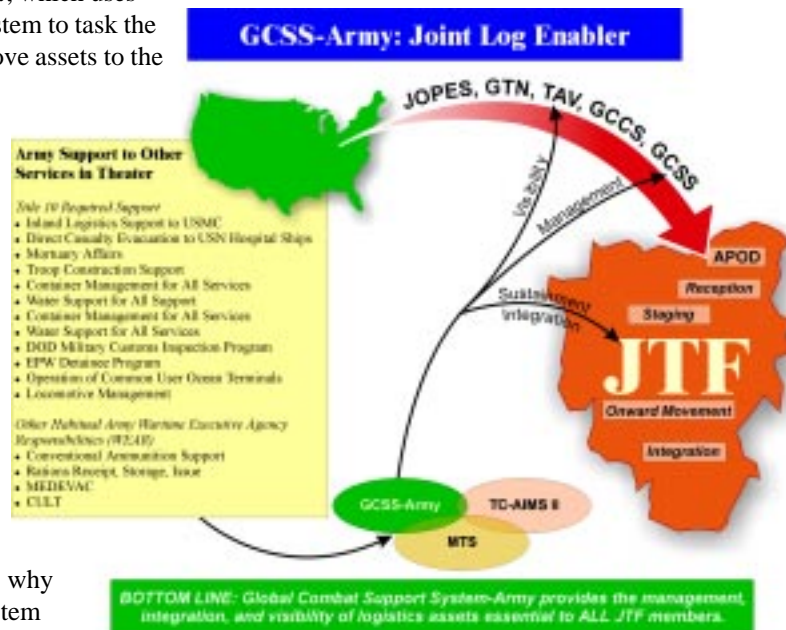 , which uses
stem to task the
ove assets to the
GCSS-Army: Joint Log Enabler
JOPES, GTN, TAV, GCCS, GCSS
Army Support to Other
Services in Theater
Title 10 Required Support
• Inland Logistics Support to USMC
• Direct Casualty Evacuation to USN Hospital Ships
• Mortuary Affairs
• Troop Construction Support
• Container Management for All Services
• Water Support for All Support
• Container Management for All Services
• Water Support for All Services
• DOD Military Customs Inspection Program
• EPW Detainee Program
• Operation of Common User Ocean Terminals
• Locomotive Management
Other Habitual Army Wartime Executive Agency
Responsibilities (WEAR)
• Conventional Ammunition Support
• Rations Receipt, Storage, Issue
• MEDEVAC
• CULT
Visibility
Management
Sustainment
Integration
APOD
Reception
Staging
JTF
Onward Movement
Integration
GCSS-Army
TC-AIMS II
MTS
why
tem
BOTTOM LINE: Global Combat Support System-Army provides the management,
integration, and visibility of logistics assets essential to ALL JTF members.